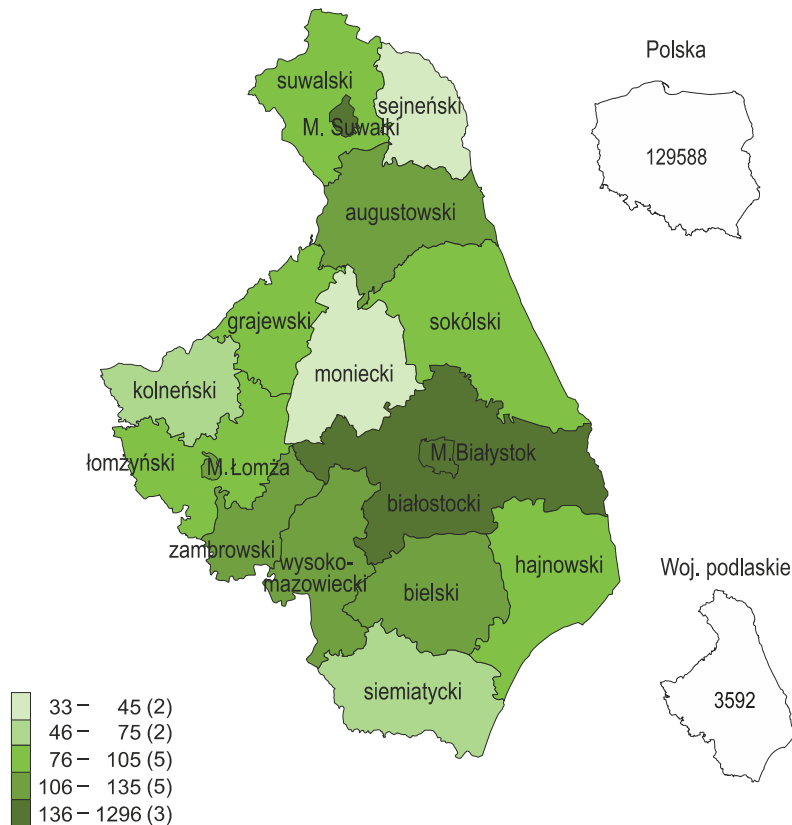 Polska
suwalski
sejneński
M. Suwałki
129588
augustowski
grajewski
sokólski
moniecki
kolneński
M. Białystok
łomżyński
M. Łomża
białostocki
zambrowski
wysoko-
mazowiecki
hajnowski
bielski
Woj. podlaskie
siemiatycki
3592
33 – 45 (2)
46 – 75 (2)
76 – 105 (5)
106 – 135 (5)
136 – 1296 (3)